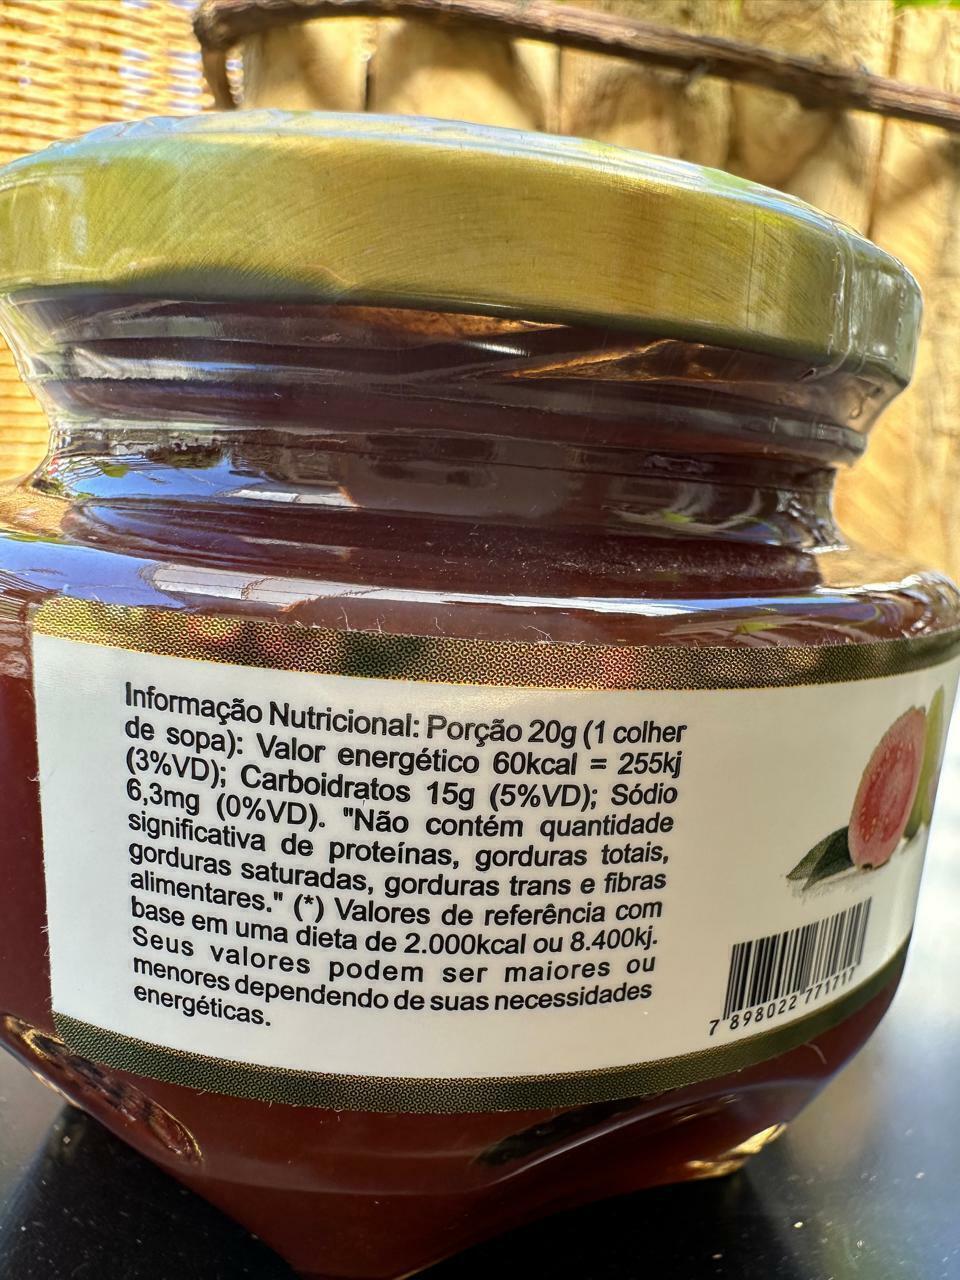 Informação Nutricional: Porção 20g (1 colher
de sopa): Valor energético 60kcal = 255kj
(3%VD); Carboidratos 15g (5%VD); Sódio
6,3mg (0%VD). "Não contém quantidade
significativa de proteínas, gorduras totais,
gorduras saturadas, gorduras trans e fibras
alimentares." (*) Valores de referência com
base em uma dieta de 2.000kcal ou 8.400kj.
Seus valores podem ser maiores ou
menores dependendo de suas necessidades
energéticas.
7 898022 771717